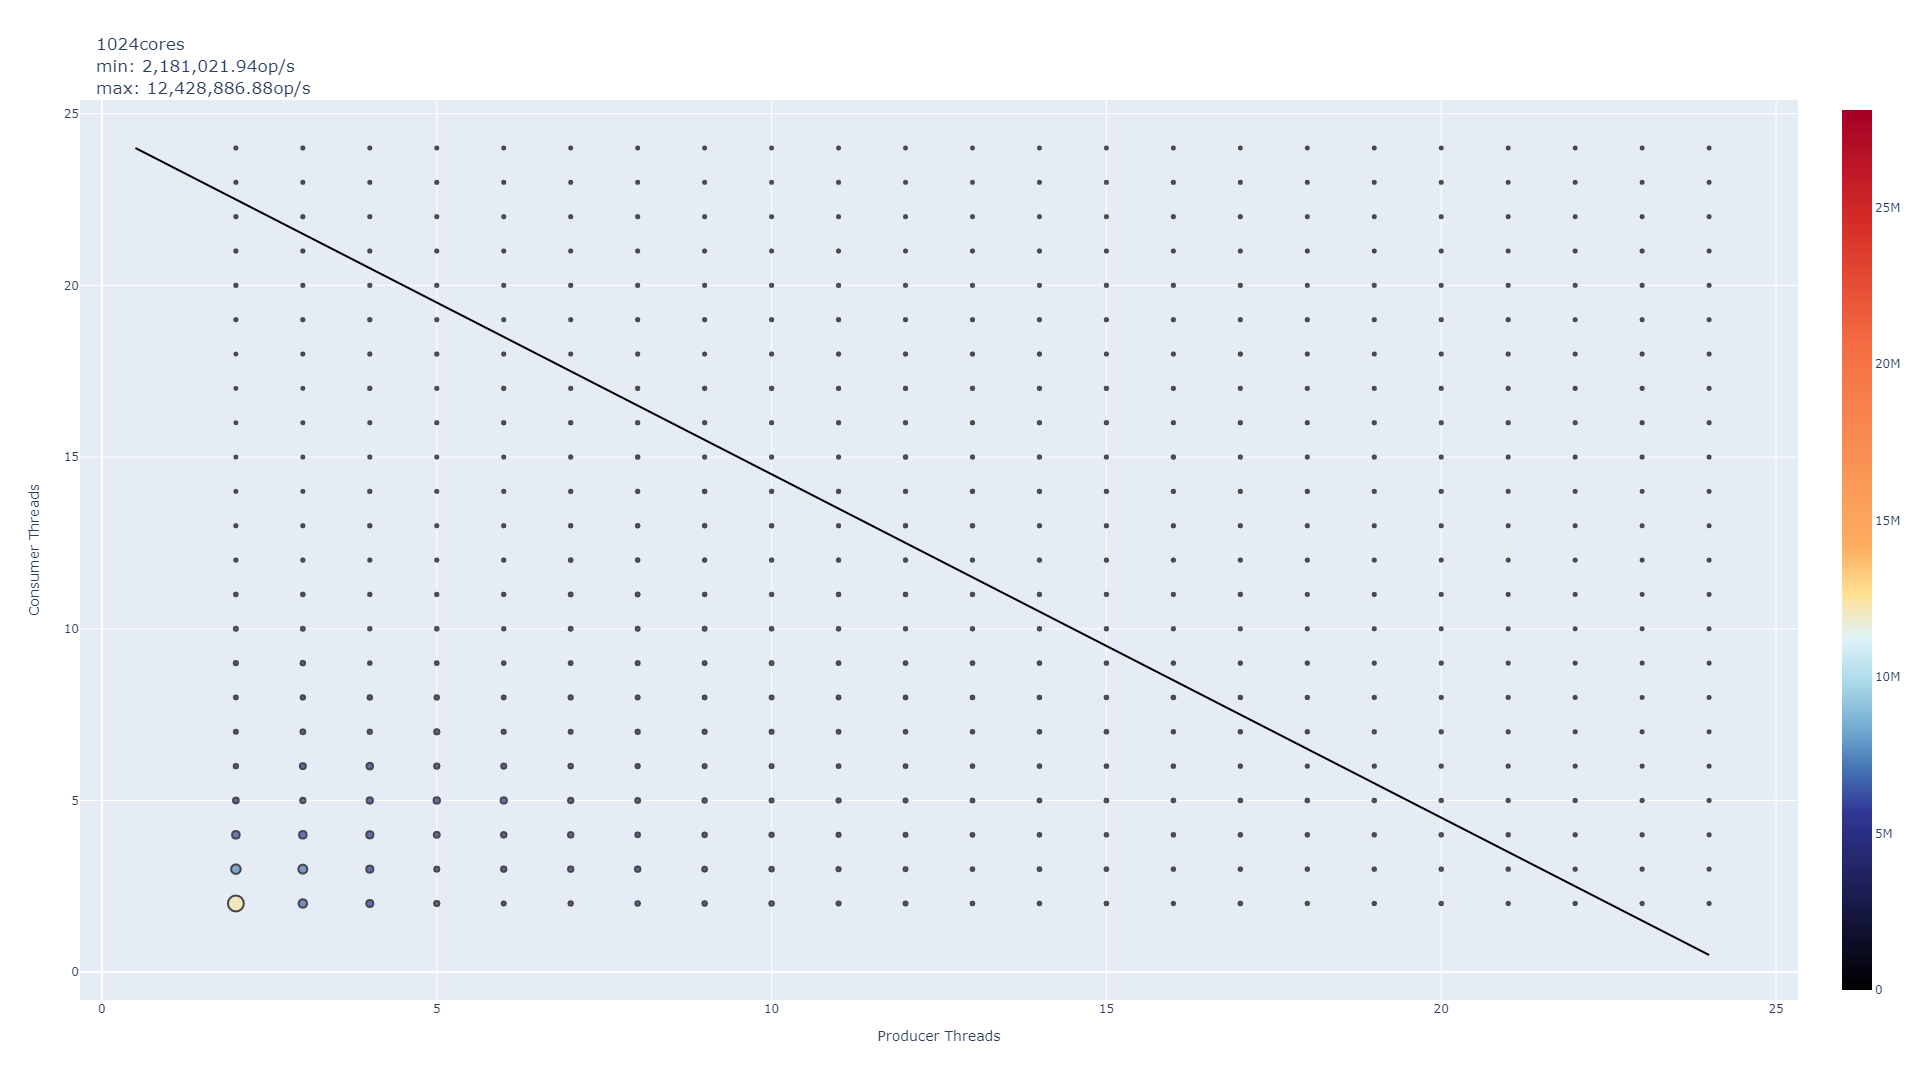 1024cores
min: 2,181,021.94op/s
max: 12,428,886.88op/s
25
20
15
10
5
0
Consumer Threads
0
5
10
15
20
25
Producer Threads
25M
20M
15M
10M
5M
0